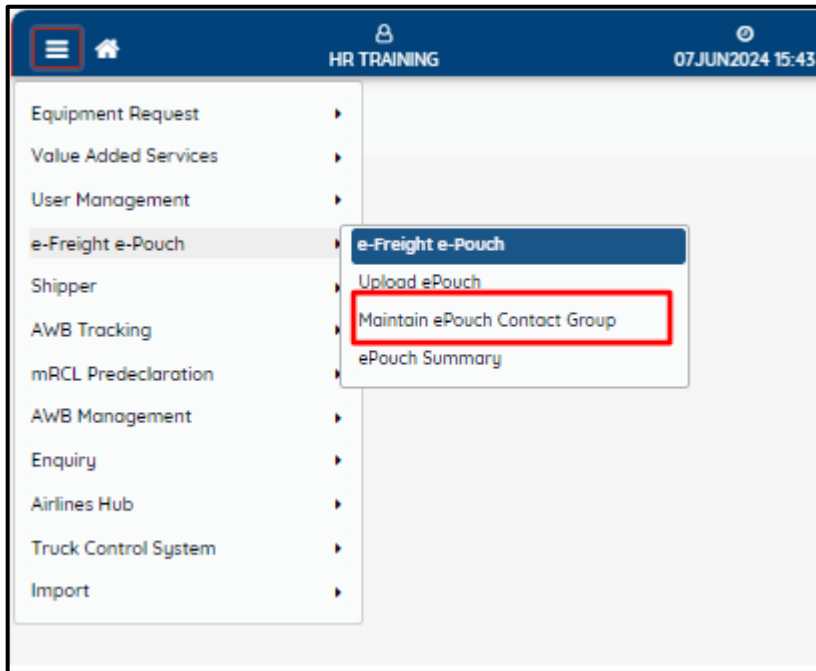 HR TRAINING
07JUN2024 15:43
Equipment Request
Value Added Services
User Management
e-Freight e-Pouch
Shipper
AWB Tracking
mRCL Predeclaration
AWB Management
Enquiry
Airlines Hub
Truck Control System
Import
e-Freight e-Pouch
Upload ePouch
Maintain ePouch Contact Group
ePouch Summary